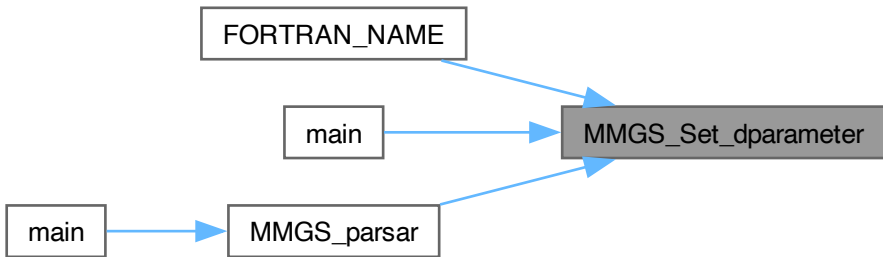 FORTRAN_NAME
main
MMGS_Set_dparameter
main
MMGS_parsar